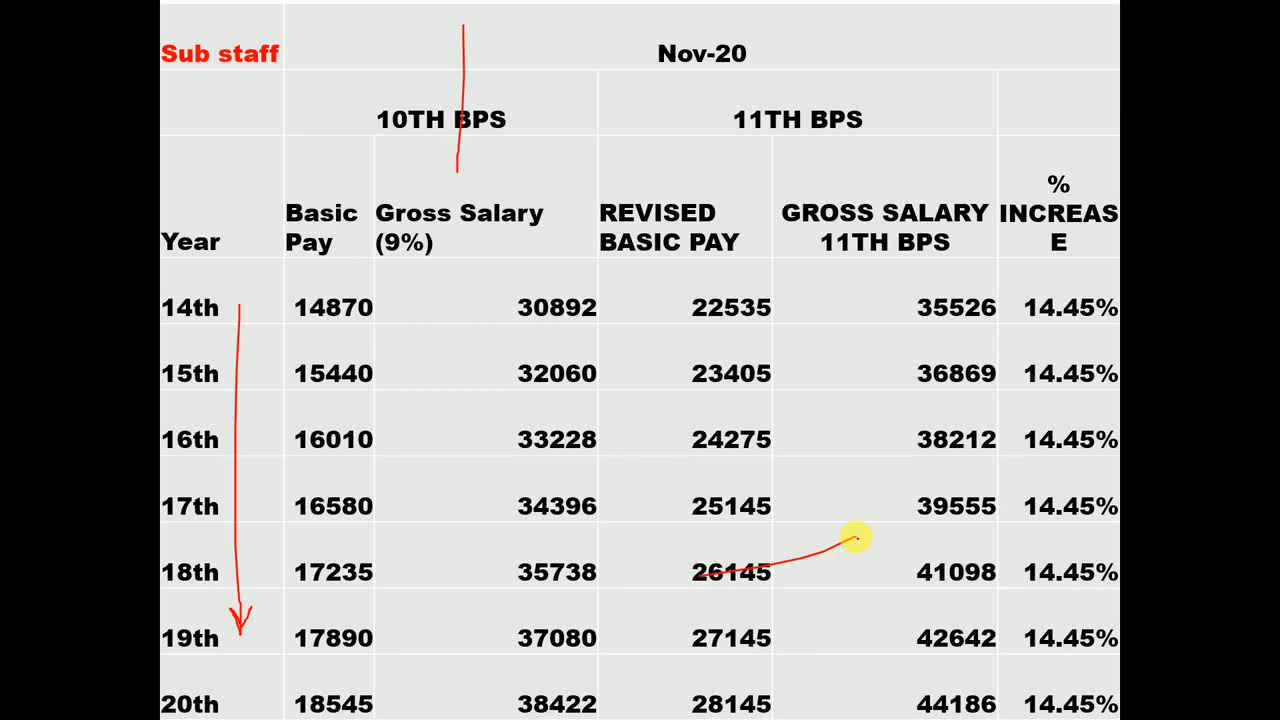 Sub staff Nov-20
10TH BPS 11TH BPS
Year Basic Pay Gross Salary (9%) REVISED BASIC PAY GROSS SALARY 11TH BPS % INCREASE
14th 14870 30892 22535 35526 14.45%
15th 15440 32060 23405 36869 14.45%
16th 16010 33228 24275 38212 14.45%
17th 16580 34396 25145 39555 14.45%
18th 17235 35738 26145 41098 14.45%
19th 17890 37080 27145 42642 14.45%
20th 18545 38422 28145 44186 14.45%